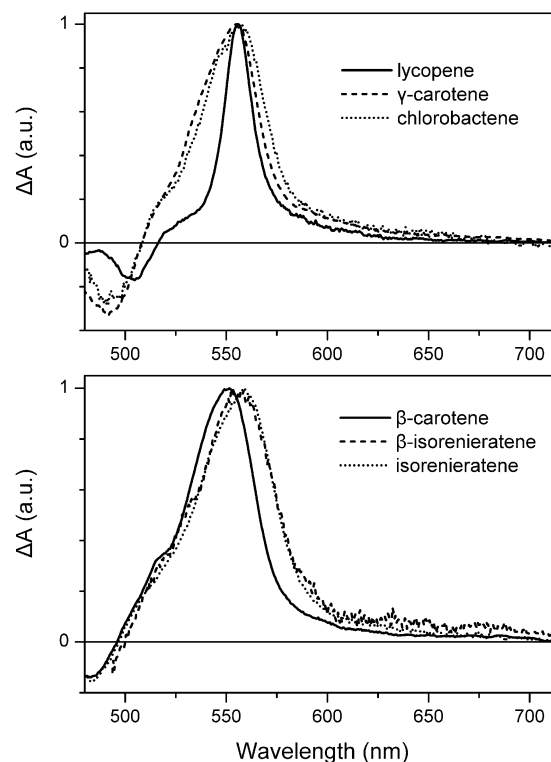 1
lycopene
γ-carotene
chlorobactene
ΔA (a.u.)
0
500 550 600 650 700
1
β-carotene
β-isorenieratene
isorenieratene
ΔA (a.u.)
0
500 550 600 650 700
Wavelength (nm)